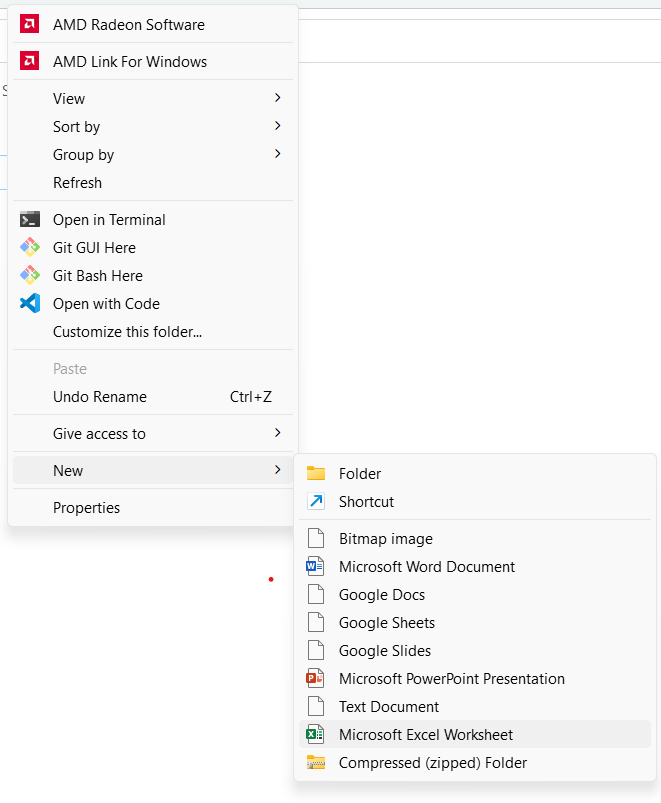 AMD Radeon Software
AMD Link For Windows
View
Sort by
Group by
Refresh
Open in Terminal
Git GUI Here
Git Bash Here
Open with Code
Customize this folder...
Paste
Undo Rename Ctrl+Z
Give access to
New
Properties
Folder
Shortcut
Bitmap image
Microsoft Word Document
Google Docs
Google Sheets
Google Slides
Microsoft PowerPoint Presentation
Text Document
Microsoft Excel Worksheet
Compressed (zipped) Folder